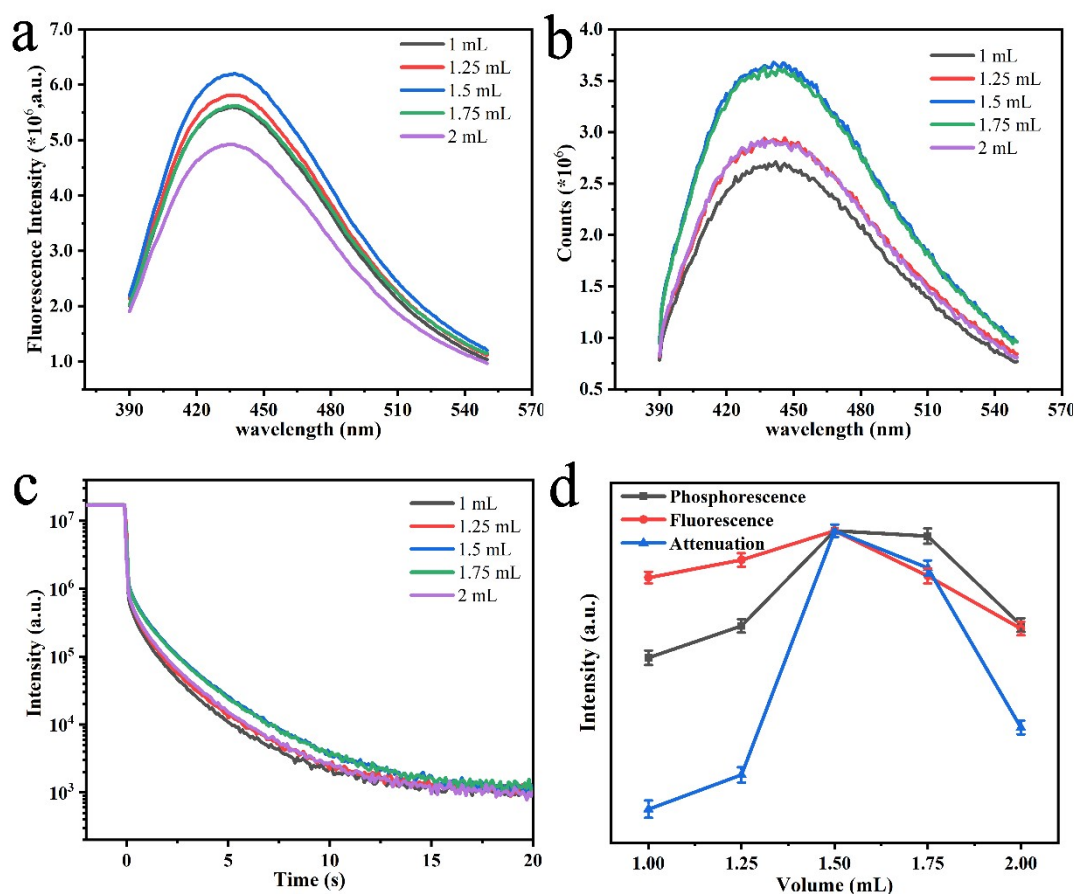 a
7.0
6.0
5.0
4.0
3.0
2.0
1.0
Fluorescence Intensity (*10⁶,a.u.)
1 mL
1.25 mL
1.5 mL
1.75 mL
2 mL
390 420 450 480 510 540 570
wavelength (nm)
b
4.0
3.5
3.0
2.5
2.0
1.5
1.0
0.5
Counts (*10⁶)
1 mL
1.25 mL
1.5 mL
1.75 mL
2 mL
390 420 450 480 510 540 570
wavelength (nm)
c
10⁷
10⁶
10⁵
10⁴
10³
Intensity (a.u.)
1 mL
1.25 mL
1.5 mL
1.75 mL
2 mL
0 5 10 15 20
Time (s)
d
Phosphorescence
Fluorescence
Attenuation
Intensity (a.u.)
1.00 1.25 1.50 1.75 2.00
Volume (mL)